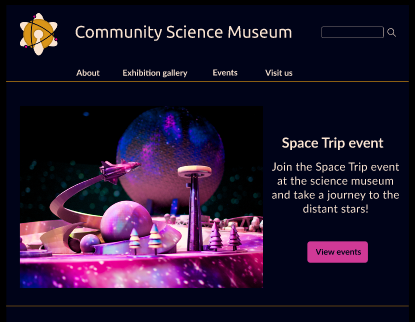 Community Science Museum
About Exhibition gallery Events Visit us
Space Trip event
Join the Space Trip event
at the science museum
and take a journey to the
distant stars!
View events